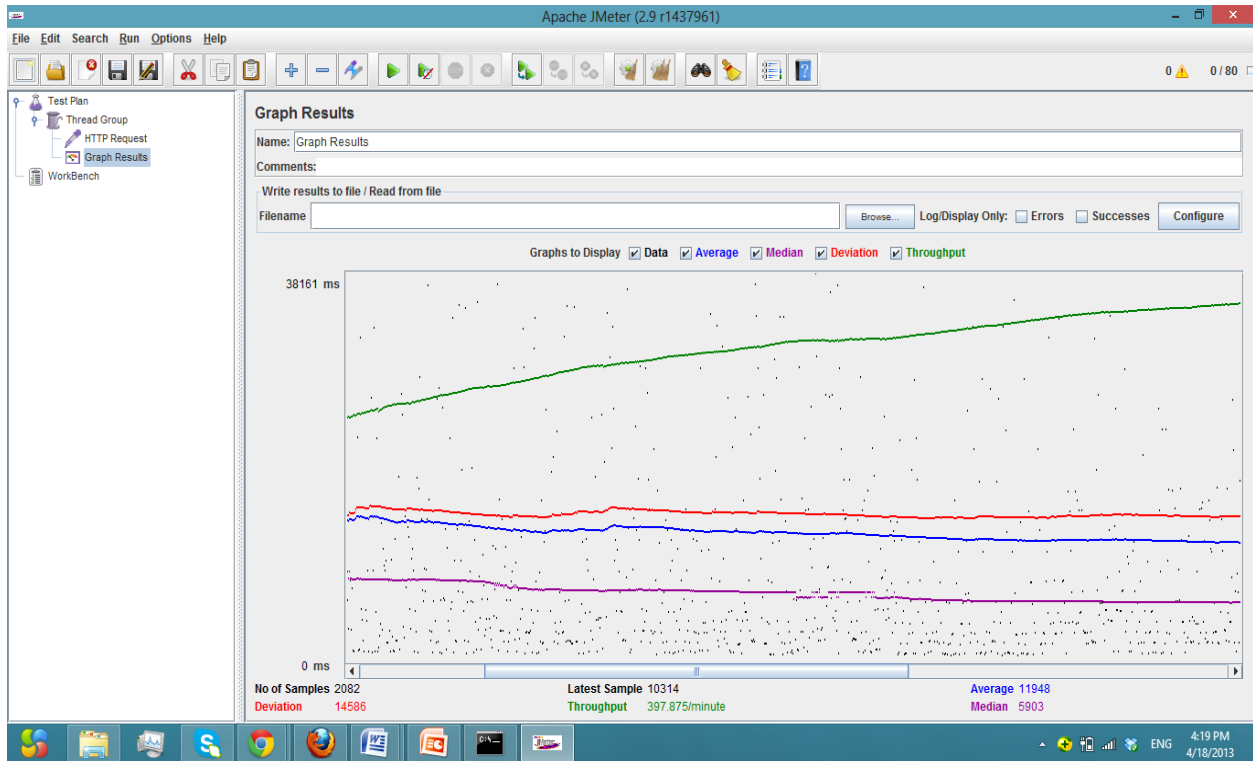 Apache JMeter (2.9 r1437961)
File Edit Search Run Options Help
0 0 / 80
Test Plan
Thread Group
HTTP Request
Graph Results
WorkBench
Graph Results
Name: Graph Results
Comments:
Write results to file / Read from file
Filename Browse... Log/Display Only: Errors Successes Configure
Graphs to Display Data Average Median Deviation Throughput
38161 ms
0 ms
No of Samples 2082 Latest Sample 10314 Average 11948
Deviation 14586 Throughput 397.875/minute Median 5903
ENG 4:19 PM
4/18/2013